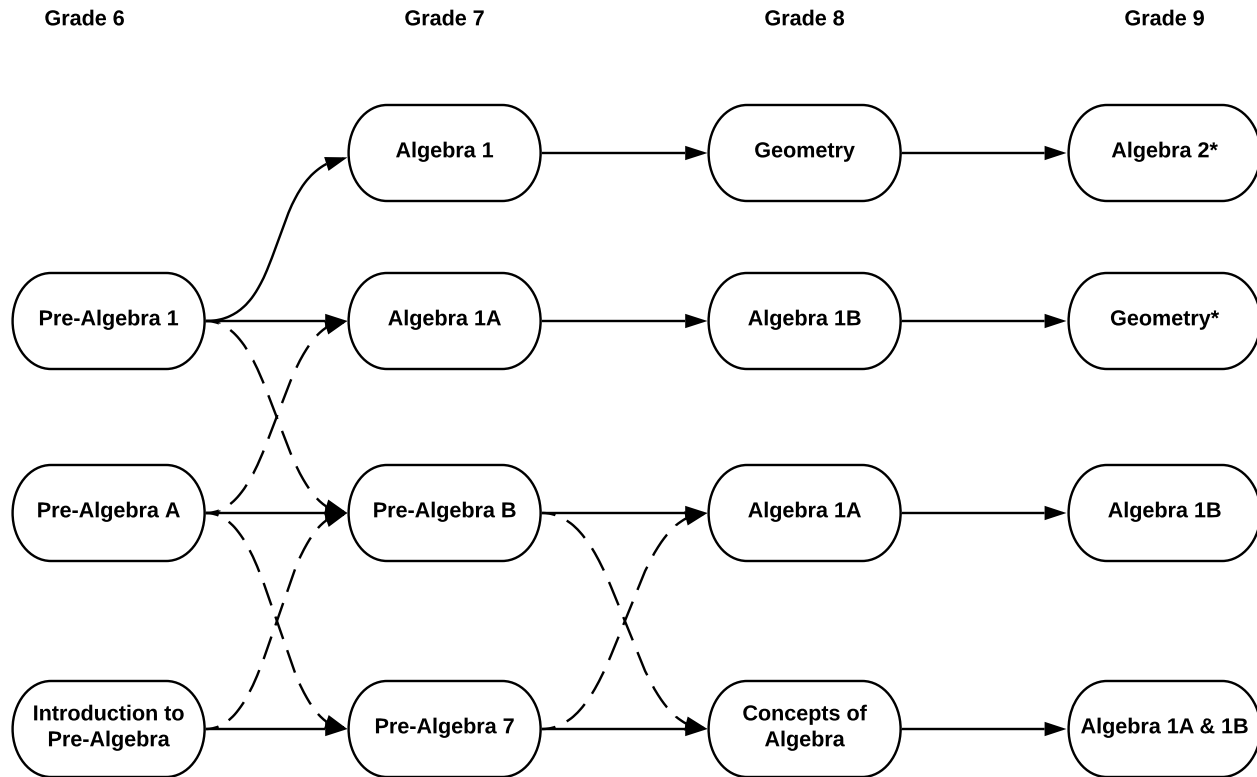 Grade 6
Grade 7
Grade 8
Grade 9
Algebra 1
Geometry
Algebra 2*
Pre-Algebra 1
Algebra 1A
Algebra 1B
Geometry*
Pre-Algebra A
Pre-Algebra B
Algebra 1A
Algebra 1B
Introduction to
Pre-Algebra
Pre-Algebra 7
Concepts of
Algebra
Algebra 1A & 1B